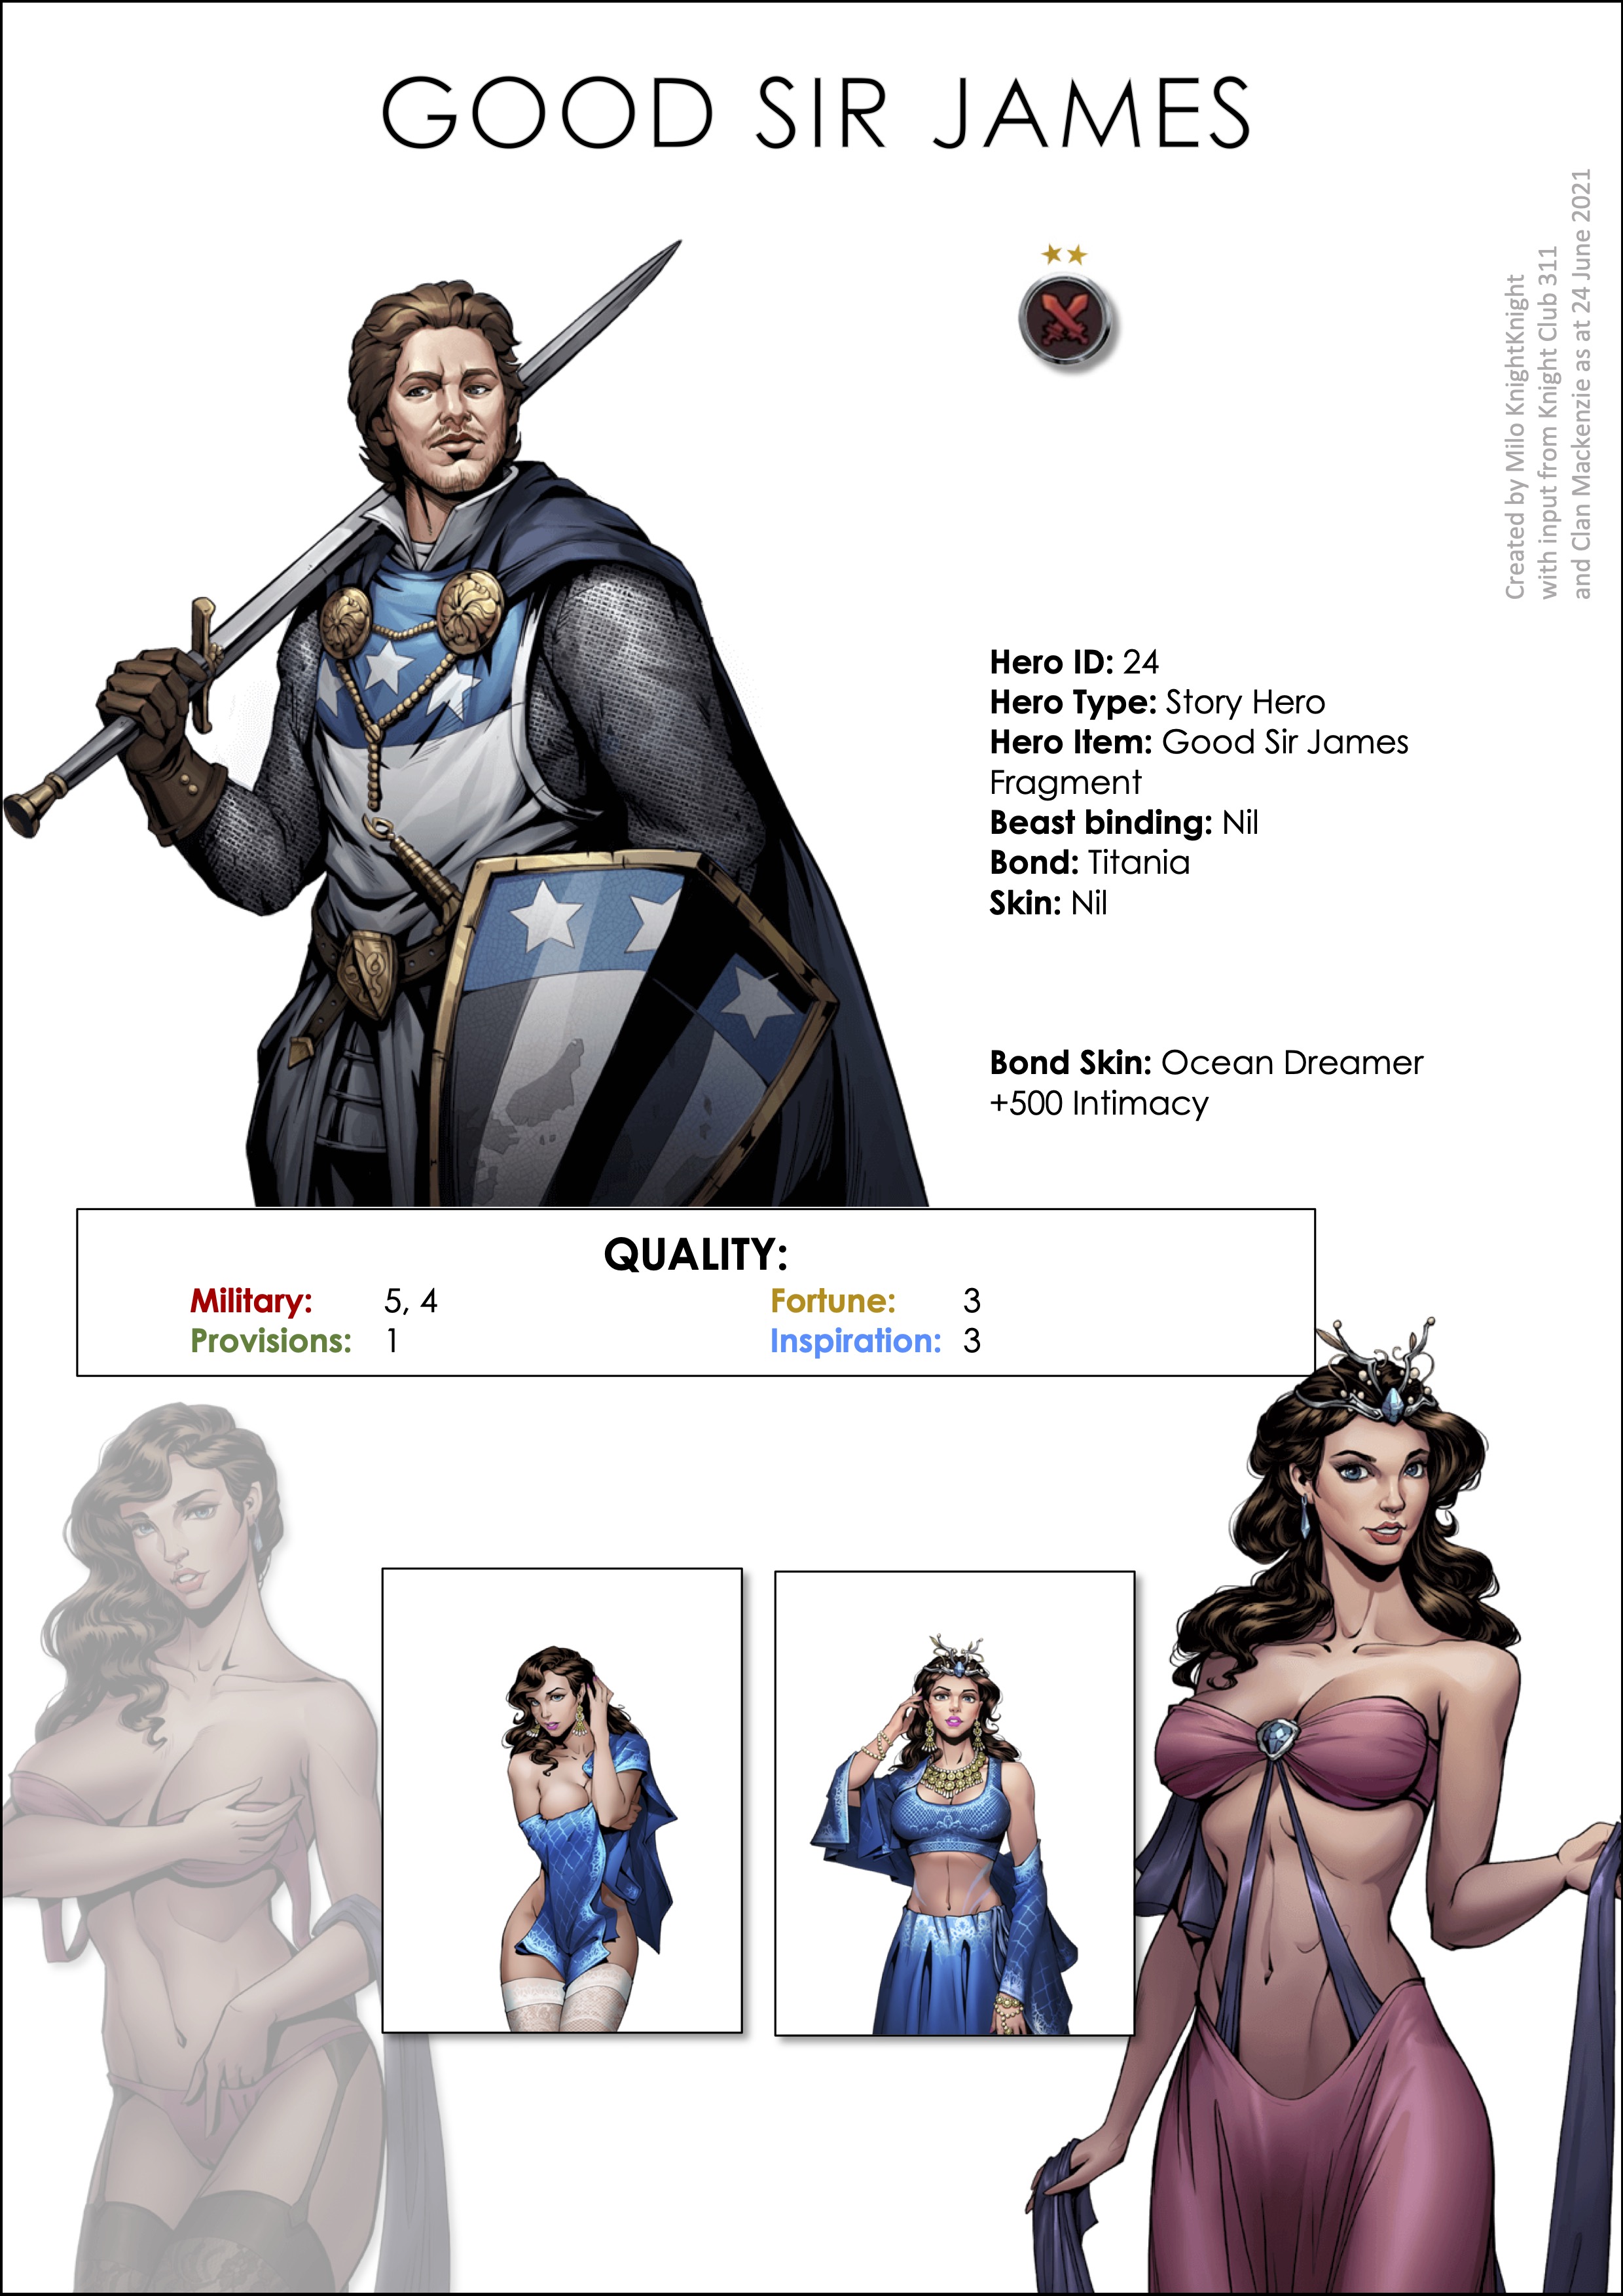 GOOD SIR JAMES
Created by Milo KnightKnight
with input from Knight Club 311
and Clan Mackenzie as at 24 June 2021
Hero ID: 24
Hero Type: Story Hero
Hero Item: Good Sir James
Fragment
Beast binding: Nil
Bond: Titania
Skin: Nil
Bond Skin: Ocean Dreamer
+500 Intimacy
QUALITY:
Military: 5, 4 Fortune: 3
Provisions: 1 Inspiration: 3